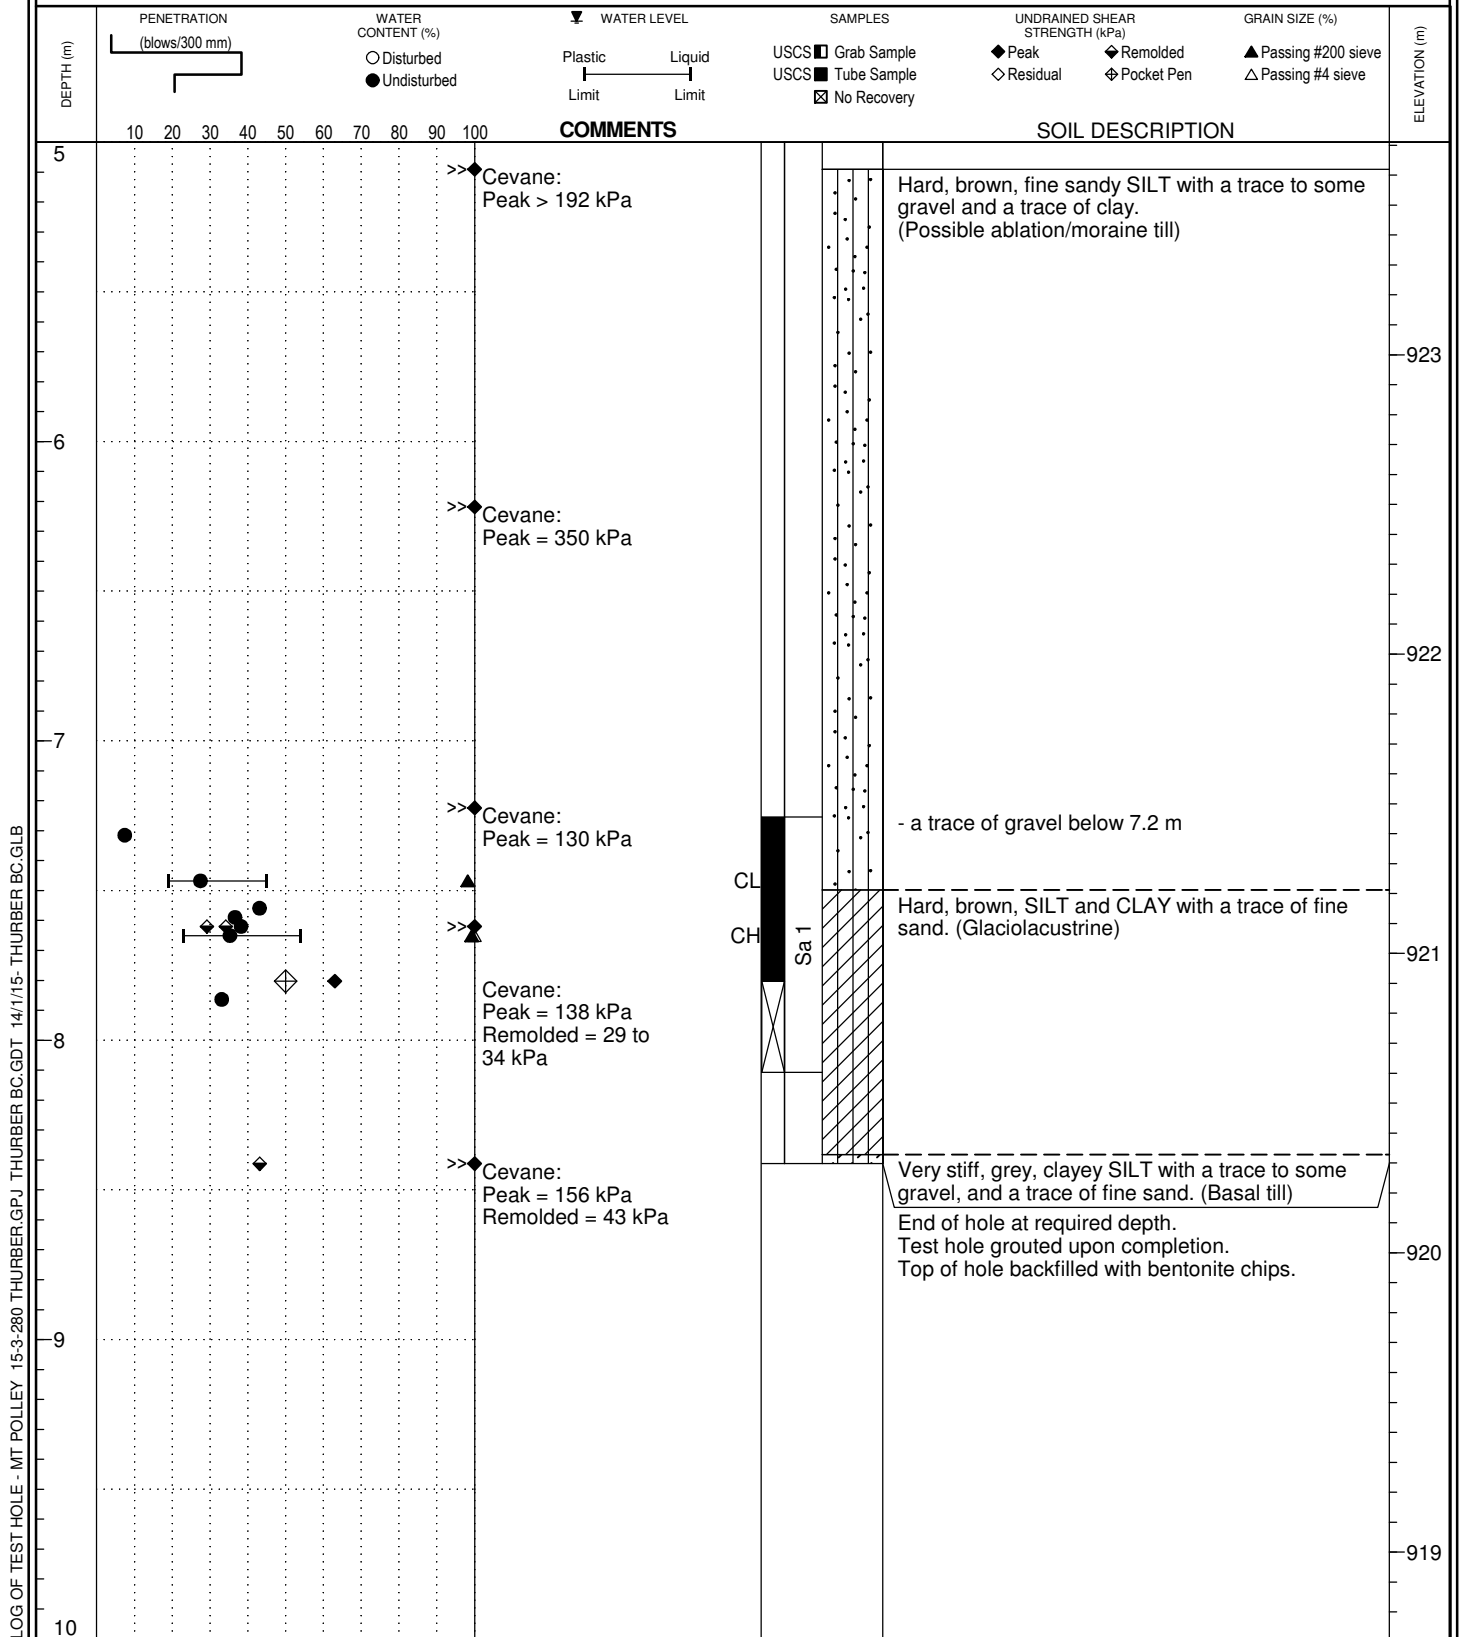 DEPTH (m)
PENETRATION
(blows/300 mm)
WATER
CONTENT (%)
Disturbed
Undisturbed
WATER LEVEL
Plastic Liquid
Limit Limit
SAMPLES
USCS Grab Sample
USCS Tube Sample
No Recovery
UNDRAINED SHEAR
STRENGTH (kPa)
Peak Remolded
Residual Pocket Pen
GRAIN SIZE (%)
Passing #200 sieve
Passing #4 sieve
ELEVATION (m)
10 20 30 40 50 60 70 80 90 100
COMMENTS
SOIL DESCRIPTION
5
>> Cevane:
Peak > 192 kPa
Hard, brown, fine sandy SILT with a trace to some
gravel and a trace of clay.
(Possible ablation/moraine till)
923
6
>> Cevane:
Peak = 350 kPa
922
7
>> Cevane:
Peak = 130 kPa
- a trace of gravel below 7.2 m
CL
Hard, brown, SILT and CLAY with a trace of fine
sand. (Glaciolacustrine)
>>
CH
Sa 1
921
Cevane:
Peak = 138 kPa
Remolded = 29 to
34 kPa
8
>> Cevane:
Peak = 156 kPa
Remolded = 43 kPa
Very stiff, grey, clayey SILT with a trace to some
gravel, and a trace of fine sand. (Basal till)
End of hole at required depth.
Test hole grouted upon completion.
Top of hole backfilled with bentonite chips.
920
9
919
10
LOG OF TEST HOLE - MT POLLEY 15-3-280 THURBER.GPJ THURBER BC.GDT 14/1/15- THURBER BC.GLB